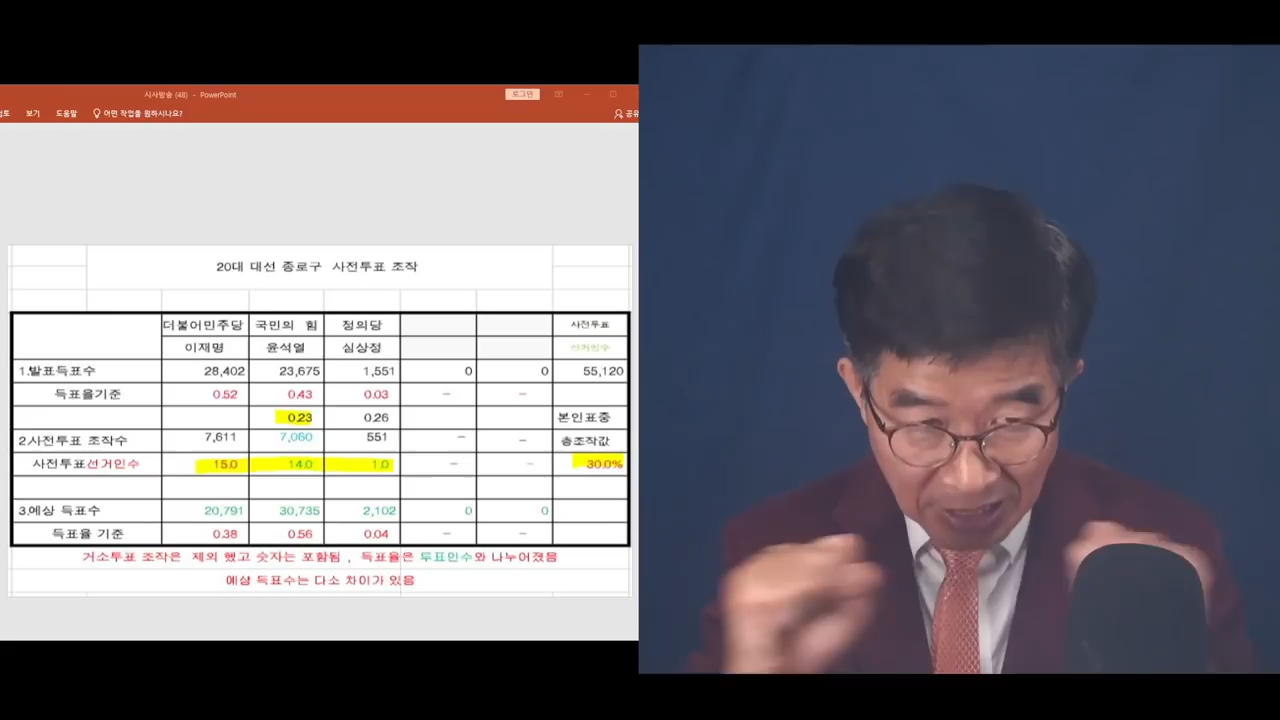 시사방송 (48) - PowerPoint
로그인
검토 보기 도움말 어떤 작업을 원하시나요? 공유
20대 대선 종로구 사전투표 조작
더불어민주당 국민의 힘 정의당 사전투표
이재명 윤석열 심상정 선거인수
1.발표득표수 28,402 23,675 1,551 0 0 55,120
득표율기준 0.52 0.43 0.03 – –
0.23 0.26 본인표중
2.사전투표 조작수 7,611 7,060 551 – – 총조작값
사전투표선거인수 15.0 14.0 1.0 – – 30.0%
3.예상 득표수 20,791 30,735 2,102 0 0
득표율 기준 0.38 0.56 0.04 – –
거소투표 조작은 제외 했고 숫자는 포함됨 , 득표율은 투표인수와 나누어졌음
예상 득표수는 다소 차이가 있음